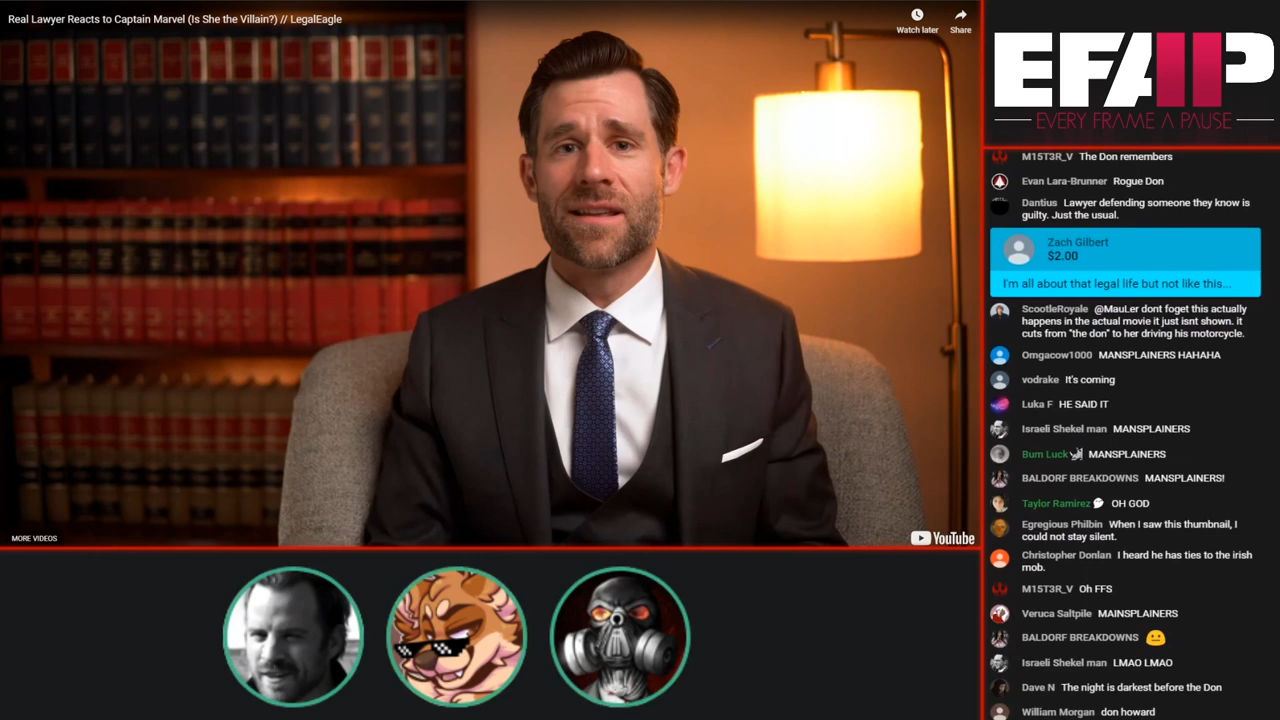 Real Lawyer Reacts to Captain Marvel (Is She the Villain?) // LegalEagle
Watch later
Share
MORE VIDEOS
YouTube
EFAP
EVERY FRAME A PAUSE
M15T3R_V The Don remembers
Evan Lara-Brunner Rogue Don
Dantius Lawyer defending someone they know is
guilty. Just the usual.
Zach Gilbert
$2.00
I'm all about that legal life but not like this...
ScootleRoyale @MauLer dont foget this actually
happens in the actual movie it just isnt shown. it
cuts from "the don" to her driving his motorcycle.
Omgacow1000 MANSPLAINERS HAHAHA
vodrake It's coming
Luka F HE SAID IT
Israeli Shekel man MANSPLAINERS
Bum Luck MANSPLAINERS
BALDORF BREAKDOWNS MANSPLAINERS!
Taylor Ramirez OH GOD
Egregious Philbin When I saw this thumbnail, I
could not stay silent.
Christopher Donlan I heard he has ties to the irish
mob.
M15T3R_V Oh FFS
Veruca Saltpile MAINSPLAINERS
BALDORF BREAKDOWNS 😐
Israeli Shekel man LMAO LMAO
Dave N The night is darkest before the Don
William Morgan don howard